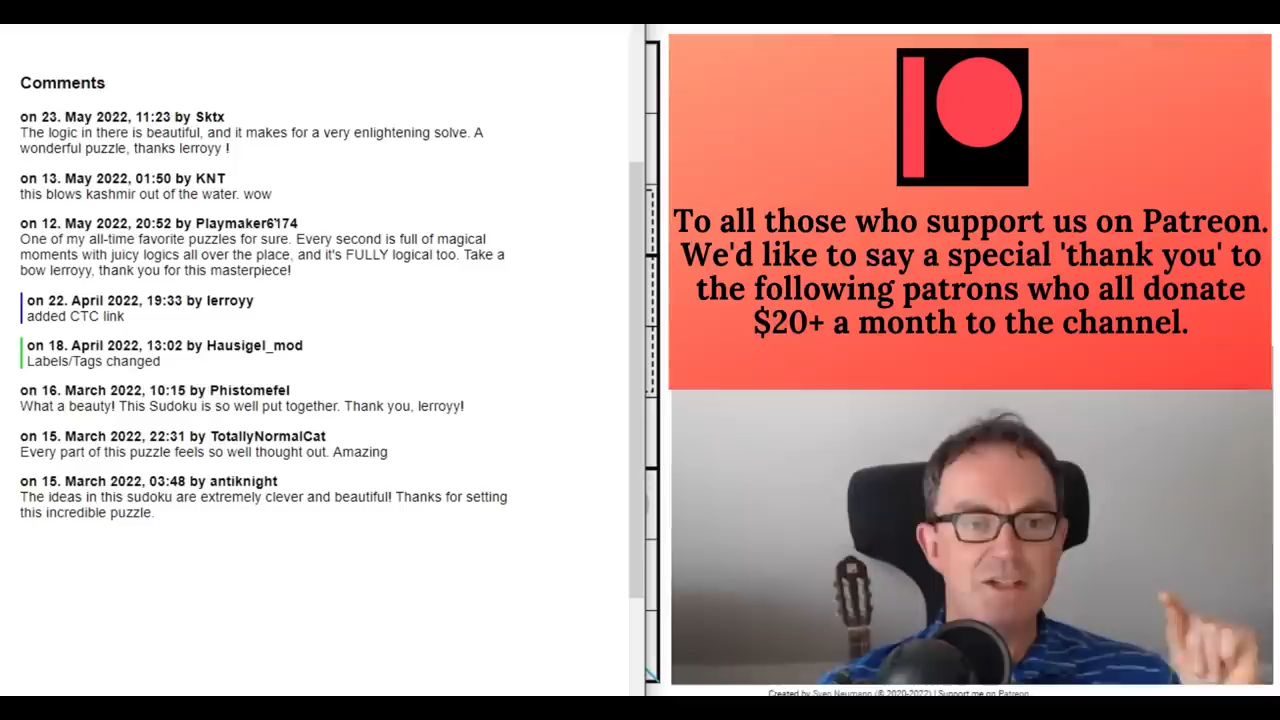 Comments
on 23. May 2022, 11:23 by Sktx
The logic in there is beautiful, and it makes for a very enlightening solve. A
wonderful puzzle, thanks lerroyy !
on 13. May 2022, 01:50 by KNT
this blows kashmir out of the water. wow
on 12. May 2022, 20:52 by Playmaker6174
One of my all-time favorite puzzles for sure. Every second is full of magical
moments with juicy logics all over the place, and it's FULLY logical too. Take a
bow lerroyy, thank you for this masterpiece!
on 22. April 2022, 19:33 by lerroyy
added CTC link
on 18. April 2022, 13:02 by Hausigel_mod
Labels/Tags changed
on 16. March 2022, 10:15 by Phistomefel
What a beauty! This Sudoku is so well put together. Thank you, lerroyy!
on 15. March 2022, 22:31 by TotallyNormalCat
Every part of this puzzle feels so well thought out. Amazing
on 15. March 2022, 03:48 by antiknight
The ideas in this sudoku are extremely clever and beautiful! Thanks for setting
this incredible puzzle.
To all those who support us on Patreon.
We'd like to say a special 'thank you' to
the following patrons who all donate
$20+ a month to the channel.
Created by Sven Neumann (© 2020-2022) | Support me on Patreon